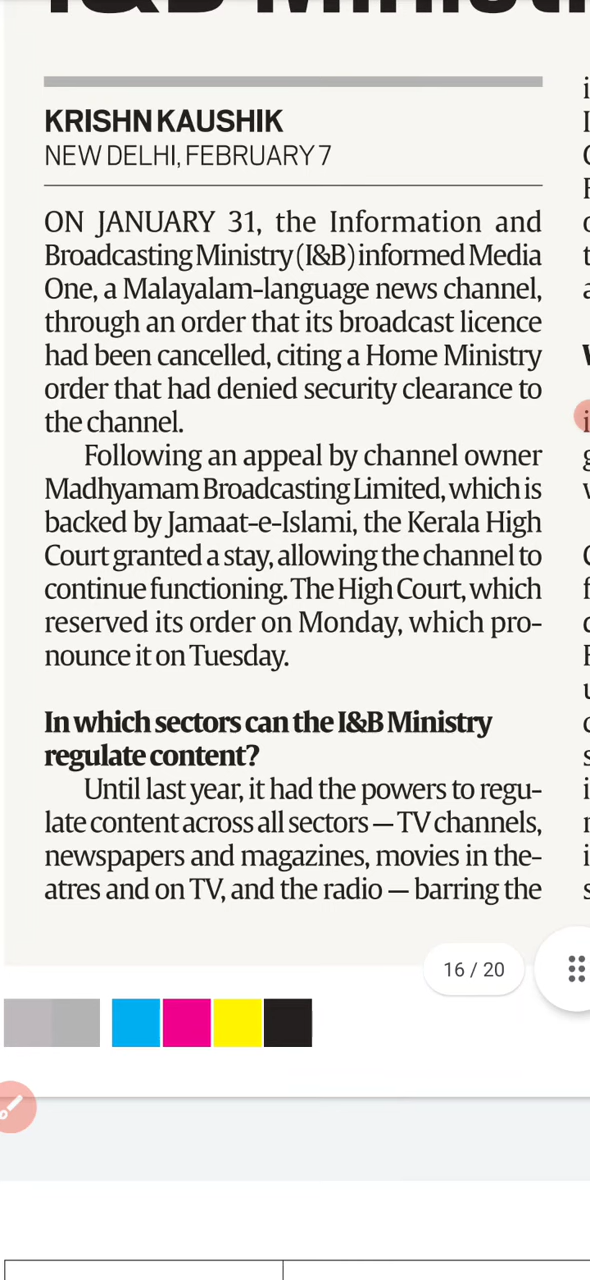 I&B Minist
KRISHN KAUSHIK
NEW DELHI, FEBRUARY 7
ON JANUARY 31, the Information and
Broadcasting Ministry (I&B) informed Media
One, a Malayalam-language news channel,
through an order that its broadcast licence
had been cancelled, citing a Home Ministry
order that had denied security clearance to
the channel.
Following an appeal by channel owner
Madhyamam Broadcasting Limited, which is
backed by Jamaat-e-Islami, the Kerala High
Court granted a stay, allowing the channel to
continue functioning. The High Court, which
reserved its order on Monday, which pro-
nounce it on Tuesday.
In which sectors can the I&B Ministry
regulate content?
Until last year, it had the powers to regu-
late content across all sectors — TV channels,
newspapers and magazines, movies in the-
atres and on TV, and the radio — barring the
16 / 20